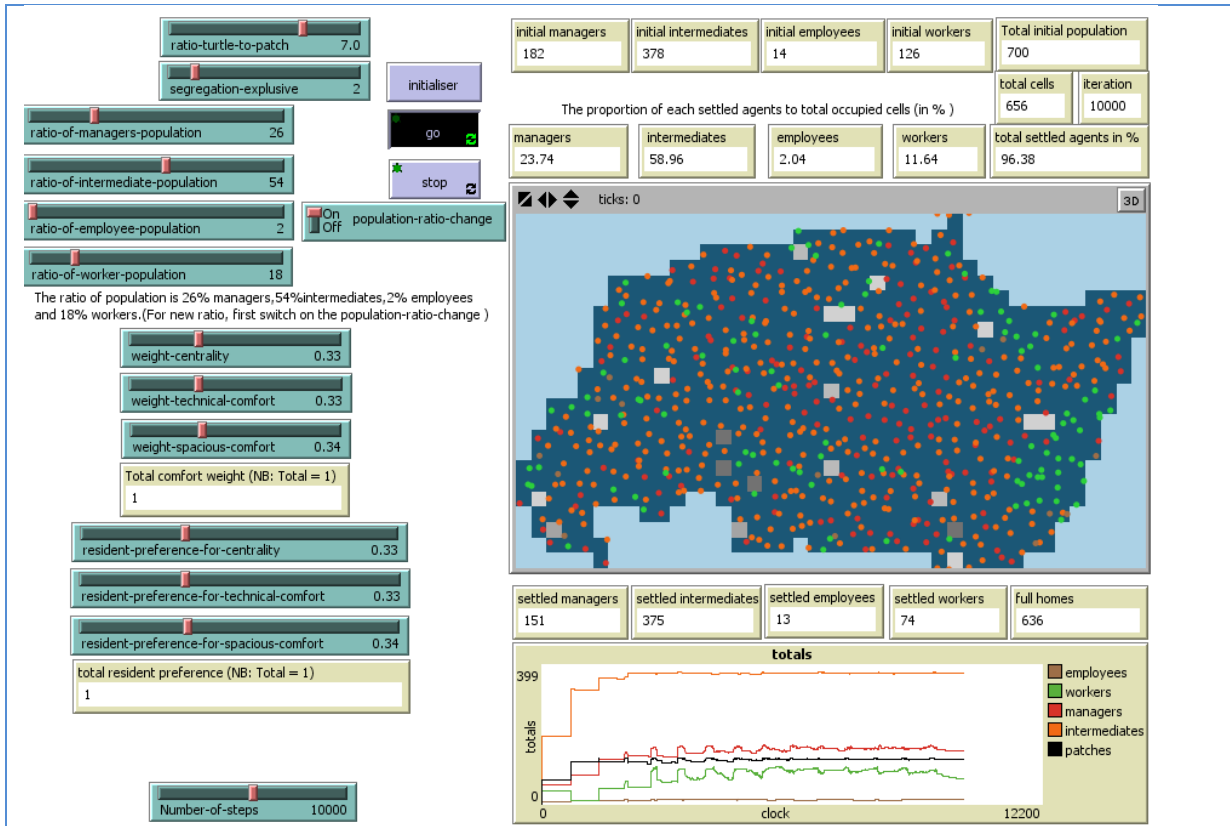 ratio-turtle-to-patch 7.0
segregation-explusive 2
initialiser
ratio-of-managers-population 26
go
ratio-of-intermediate-population 54
stop
ratio-of-employee-population 2
On
Off
population-ratio-change
ratio-of-worker-population 18
The ratio of population is 26% managers,54%intermediates,2% employees
and 18% workers.(For new ratio, first switch on the population-ratio-change )
weight-centrality 0.33
weight-technical-comfort 0.33
weight-spacious-comfort 0.34
Total comfort weight (NB: Total = 1)
1
resident-preference-for-centrality 0.33
resident-preference-for-technical-comfort 0.33
resident-preference-for-spacious-comfort 0.34
total resident preference (NB: Total = 1)
1
Number-of-steps 10000
initial managers
182
initial intermediates
378
initial employees
14
initial workers
126
Total initial population
700
total cells
656
iteration
10000
The proportion of each settled agents to total occupied cells (in % )
managers
23.74
intermediates
58.96
employees
2.04
workers
11.64
total settled agents in %
96.38
ticks: 0
3D
settled managers
151
settled intermediates
375
settled employees
13
settled workers
74
full homes
636
totals
399
totals
0
0
clock
12200
employees
workers
managers
intermediates
patches